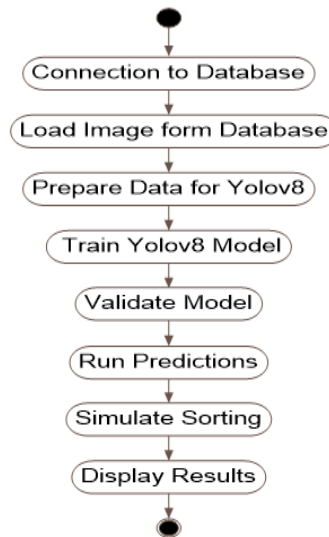 Connection to Database
Load Image form Database
Prepare Data for Yolov8
Train Yolov8 Model
Validate Model
Run Predictions
Simulate Sorting
Display Results